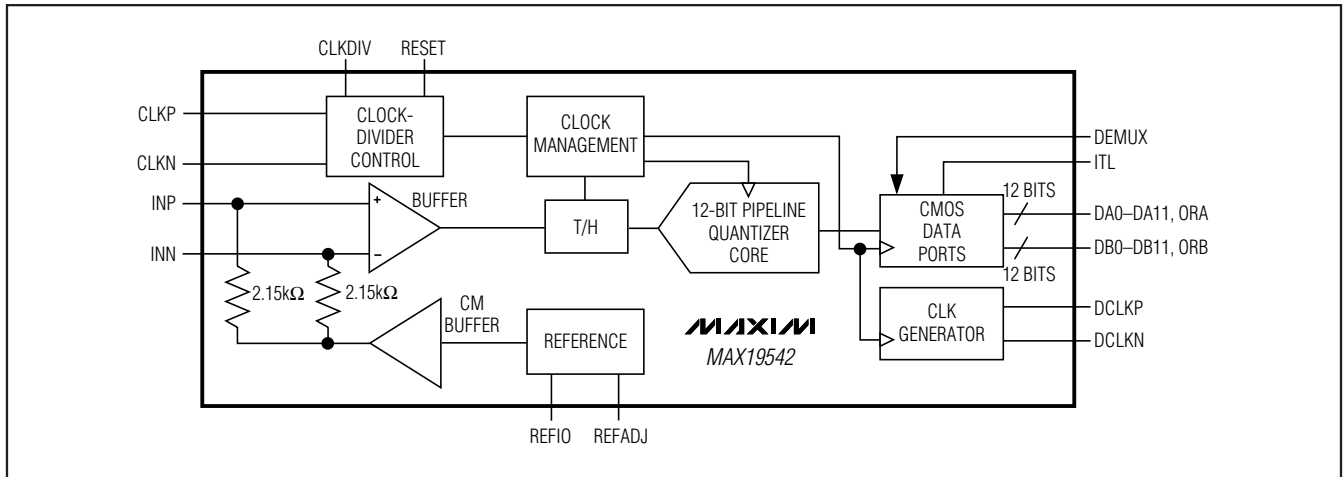 CLKDIV RESET
CLKP
CLKN
INP
INN
CLOCK-
DIVIDER
CONTROL
CLOCK
MANAGEMENT
BUFFER
+
−
T/H
12-BIT PIPELINE
QUANTIZER
CORE
CMOS
DATA
PORTS
DEMUX
ITL
12 BITS
DA0–DA11, ORA
DB0–DB11, ORB
12 BITS
2.15kΩ
2.15kΩ
CM
BUFFER
REFERENCE
MAXIM
MAX19542
CLK
GENERATOR
DCLKP
DCLKN
REFIO REFADJ